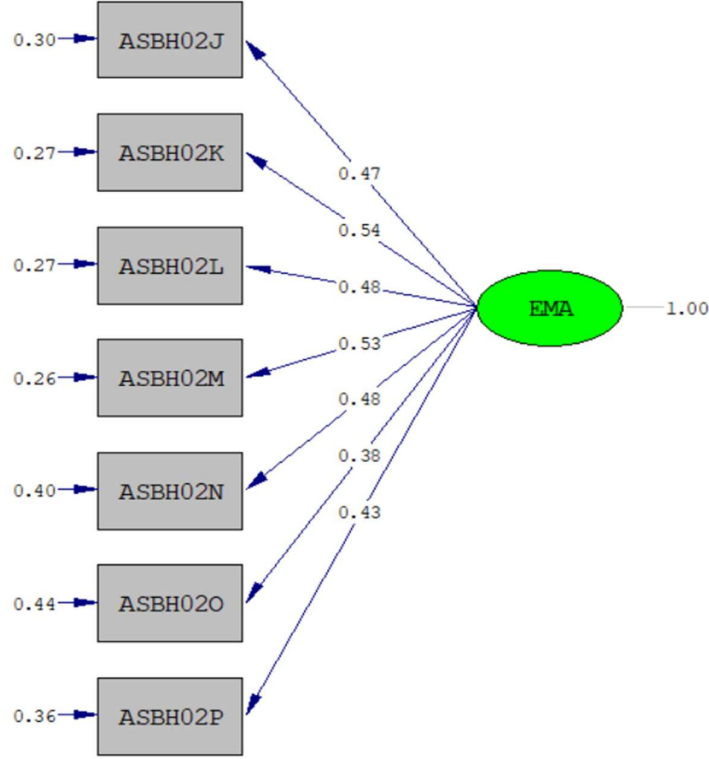 0.30 ASBH02J
0.47
0.27 ASBH02K
0.54
0.27 ASBH02L
0.48
EMA 1.00
0.53
0.26 ASBH02M
0.48
0.40 ASBH02N
0.38
0.43
0.44 ASBH02O
0.36 ASBH02P